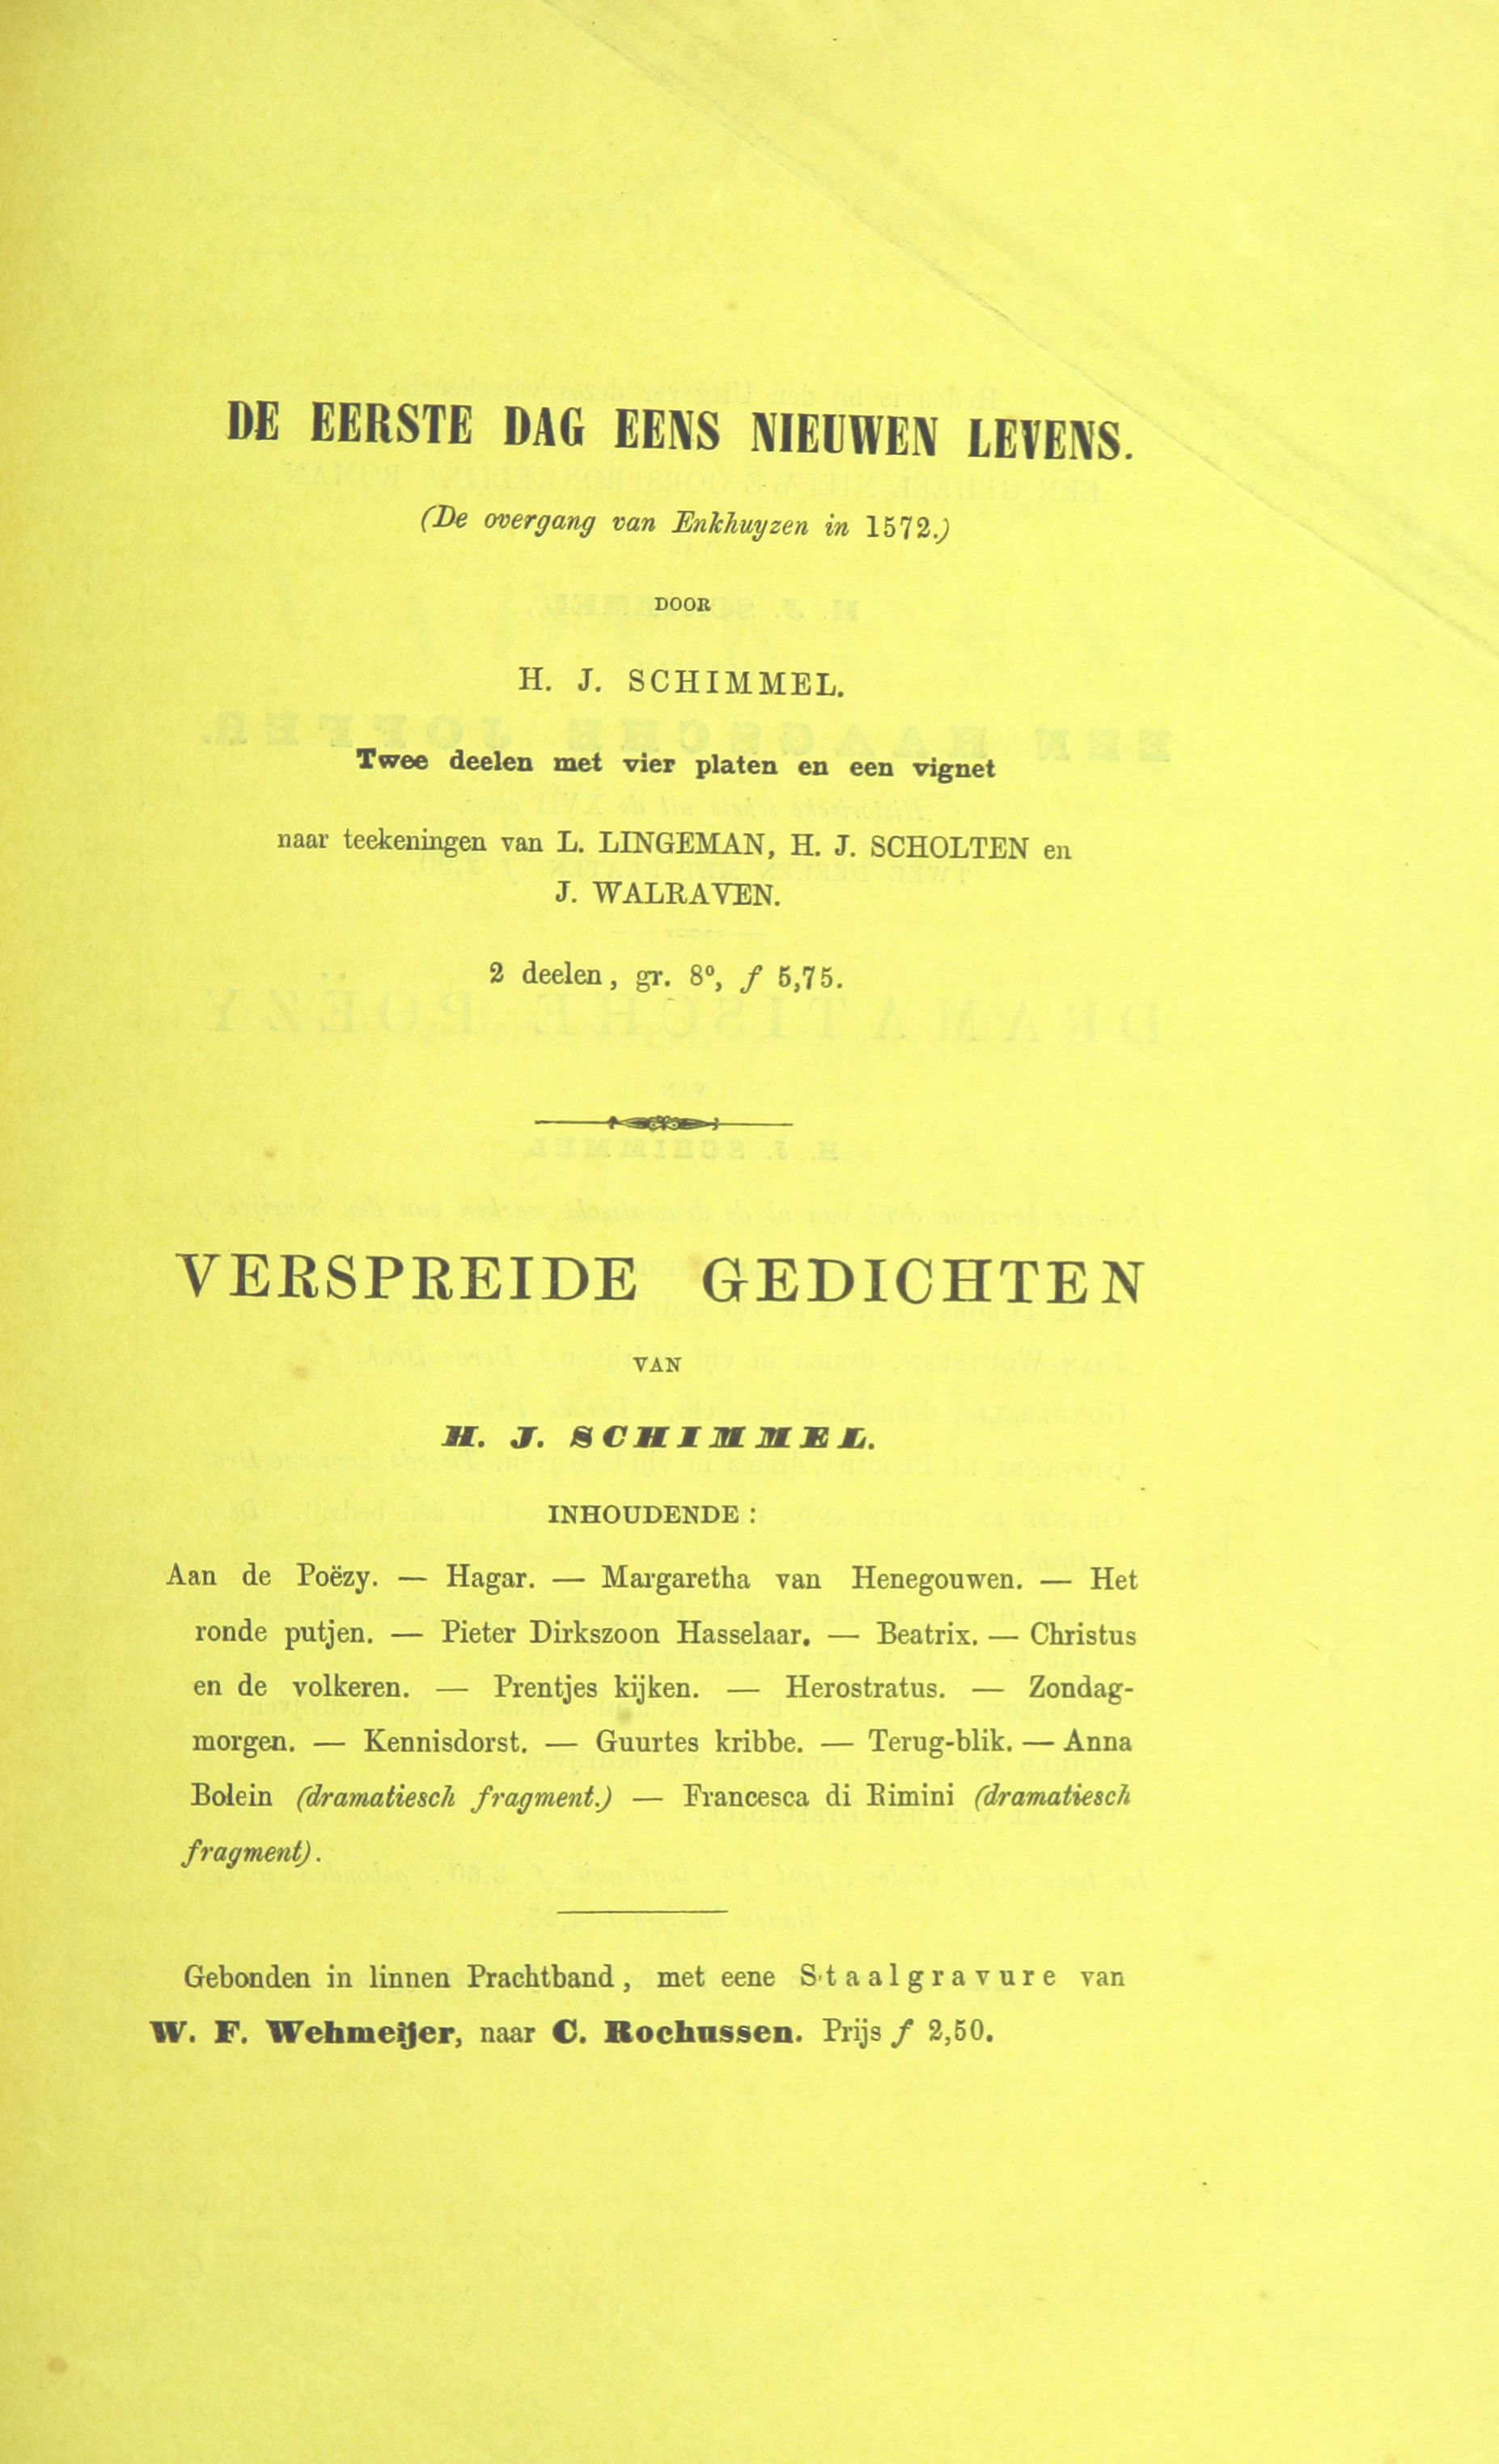 DE EERSTE DAG EENS NIEUWEN LEVENS.
(De overgang van Enkhuyzen in 1572.)
DOOR
H. J. SCHIMMEL.
Twee deelen met vier platen en een vignet
naar teekeningen van L. LINGEMAN, H. J. SCHOLTEN en
J. WALRAVEN.
2 deelen, gr. 8º, ƒ 5,75.
VERSPREIDE GEDICHTEN
VAN
H. J. SCHIMMEL.
INHOUDENDE :
Aan de Poëzy. — Hagar. — Margaretha van Henegouwen. — Het
ronde putjen. — Pieter Dirkszoon Hasselaar. — Beatrix. — Christus
en de volkeren. — Prentjes kijken. — Herostratus. — Zondag-
morgen. — Kennisdorst. — Guurtes kribbe. — Terug-blik. — Anna
Bolein (dramatiesch fragment.) — Francesca di Rimini (dramatiesch
fragment).
Gebonden in linnen Prachtband, met eene Staalgravure van
W. F. Wehmeijer, naar C. Rochussen. Prijs ƒ 2,50.